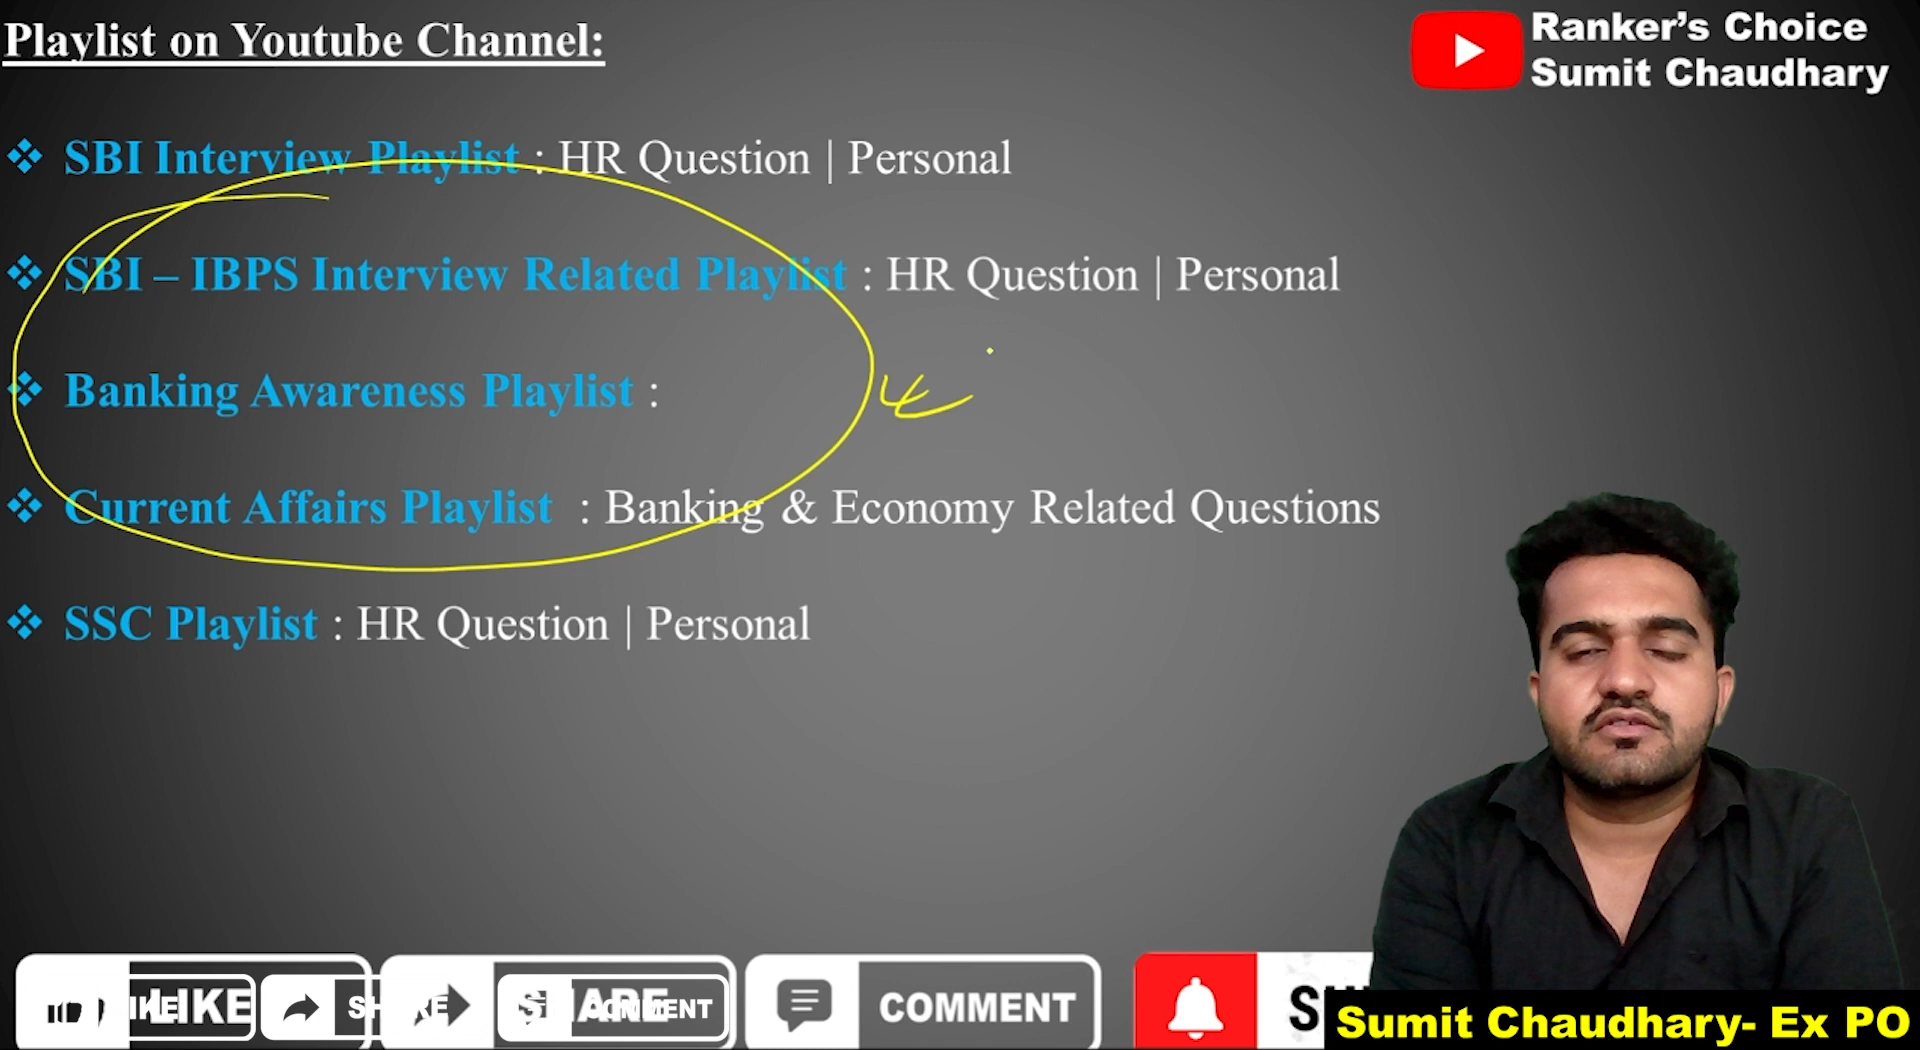 Playlist on Youtube Channel:
Ranker's Choice
Sumit Chaudhary
SBI Interview Playlist : HR Question | Personal
SBI – IBPS Interview Related Playlist : HR Question | Personal
Banking Awareness Playlist :
Current Affairs Playlist : Banking & Economy Related Questions
SSC Playlist : HR Question | Personal
LIKE SHARE COMMENT
Sumit Chaudhary- Ex PO